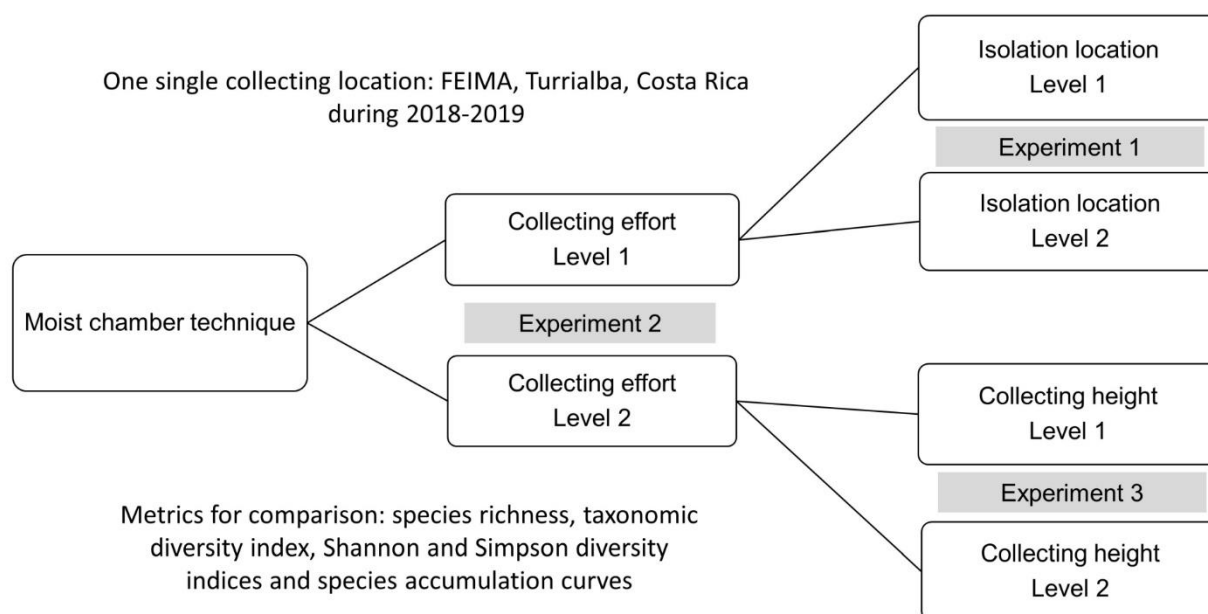 One single collecting location: FEIMA, Turrialba, Costa Rica
during 2018-2019
Isolation location
Level 1
Experiment 1
Isolation location
Level 2
Collecting effort
Level 1
Moist chamber technique
Experiment 2
Collecting effort
Level 2
Collecting height
Level 1
Experiment 3
Collecting height
Level 2
Metrics for comparison: species richness, taxonomic
diversity index, Shannon and Simpson diversity
indices and species accumulation curves